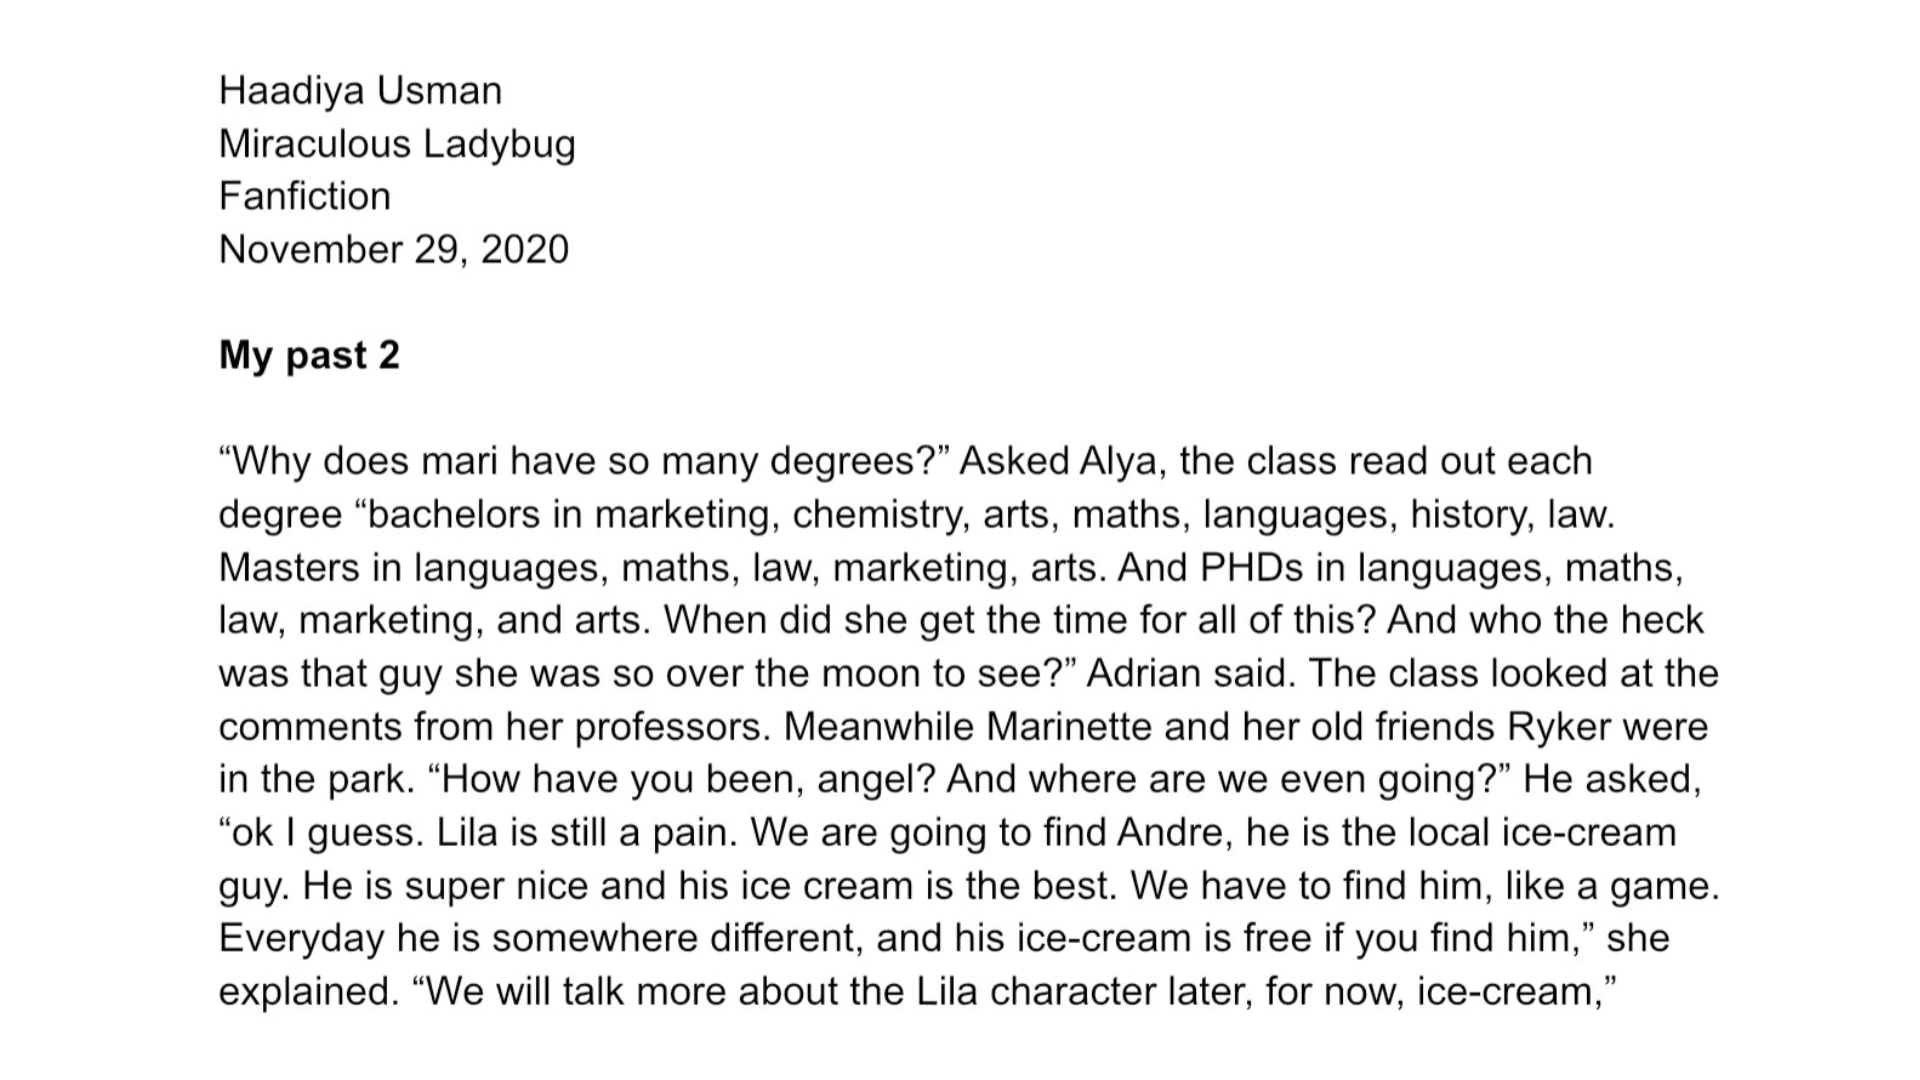 Haadiya Usman
Miraculous Ladybug
Fanfiction
November 29, 2020
My past 2
“Why does mari have so many degrees?” Asked Alya, the class read out each
degree “bachelors in marketing, chemistry, arts, maths, languages, history, law.
Masters in languages, maths, law, marketing, arts. And PHDs in languages, maths,
law, marketing, and arts. When did she get the time for all of this? And who the heck
was that guy she was so over the moon to see?” Adrian said. The class looked at the
comments from her professors. Meanwhile Marinette and her old friends Ryker were
in the park. “How have you been, angel? And where are we even going?” He asked,
“ok I guess. Lila is still a pain. We are going to find Andre, he is the local ice-cream
guy. He is super nice and his ice cream is the best. We have to find him, like a game.
Everyday he is somewhere different, and his ice-cream is free if you find him,” she
explained. “We will talk more about the Lila character later, for now, ice-cream,”